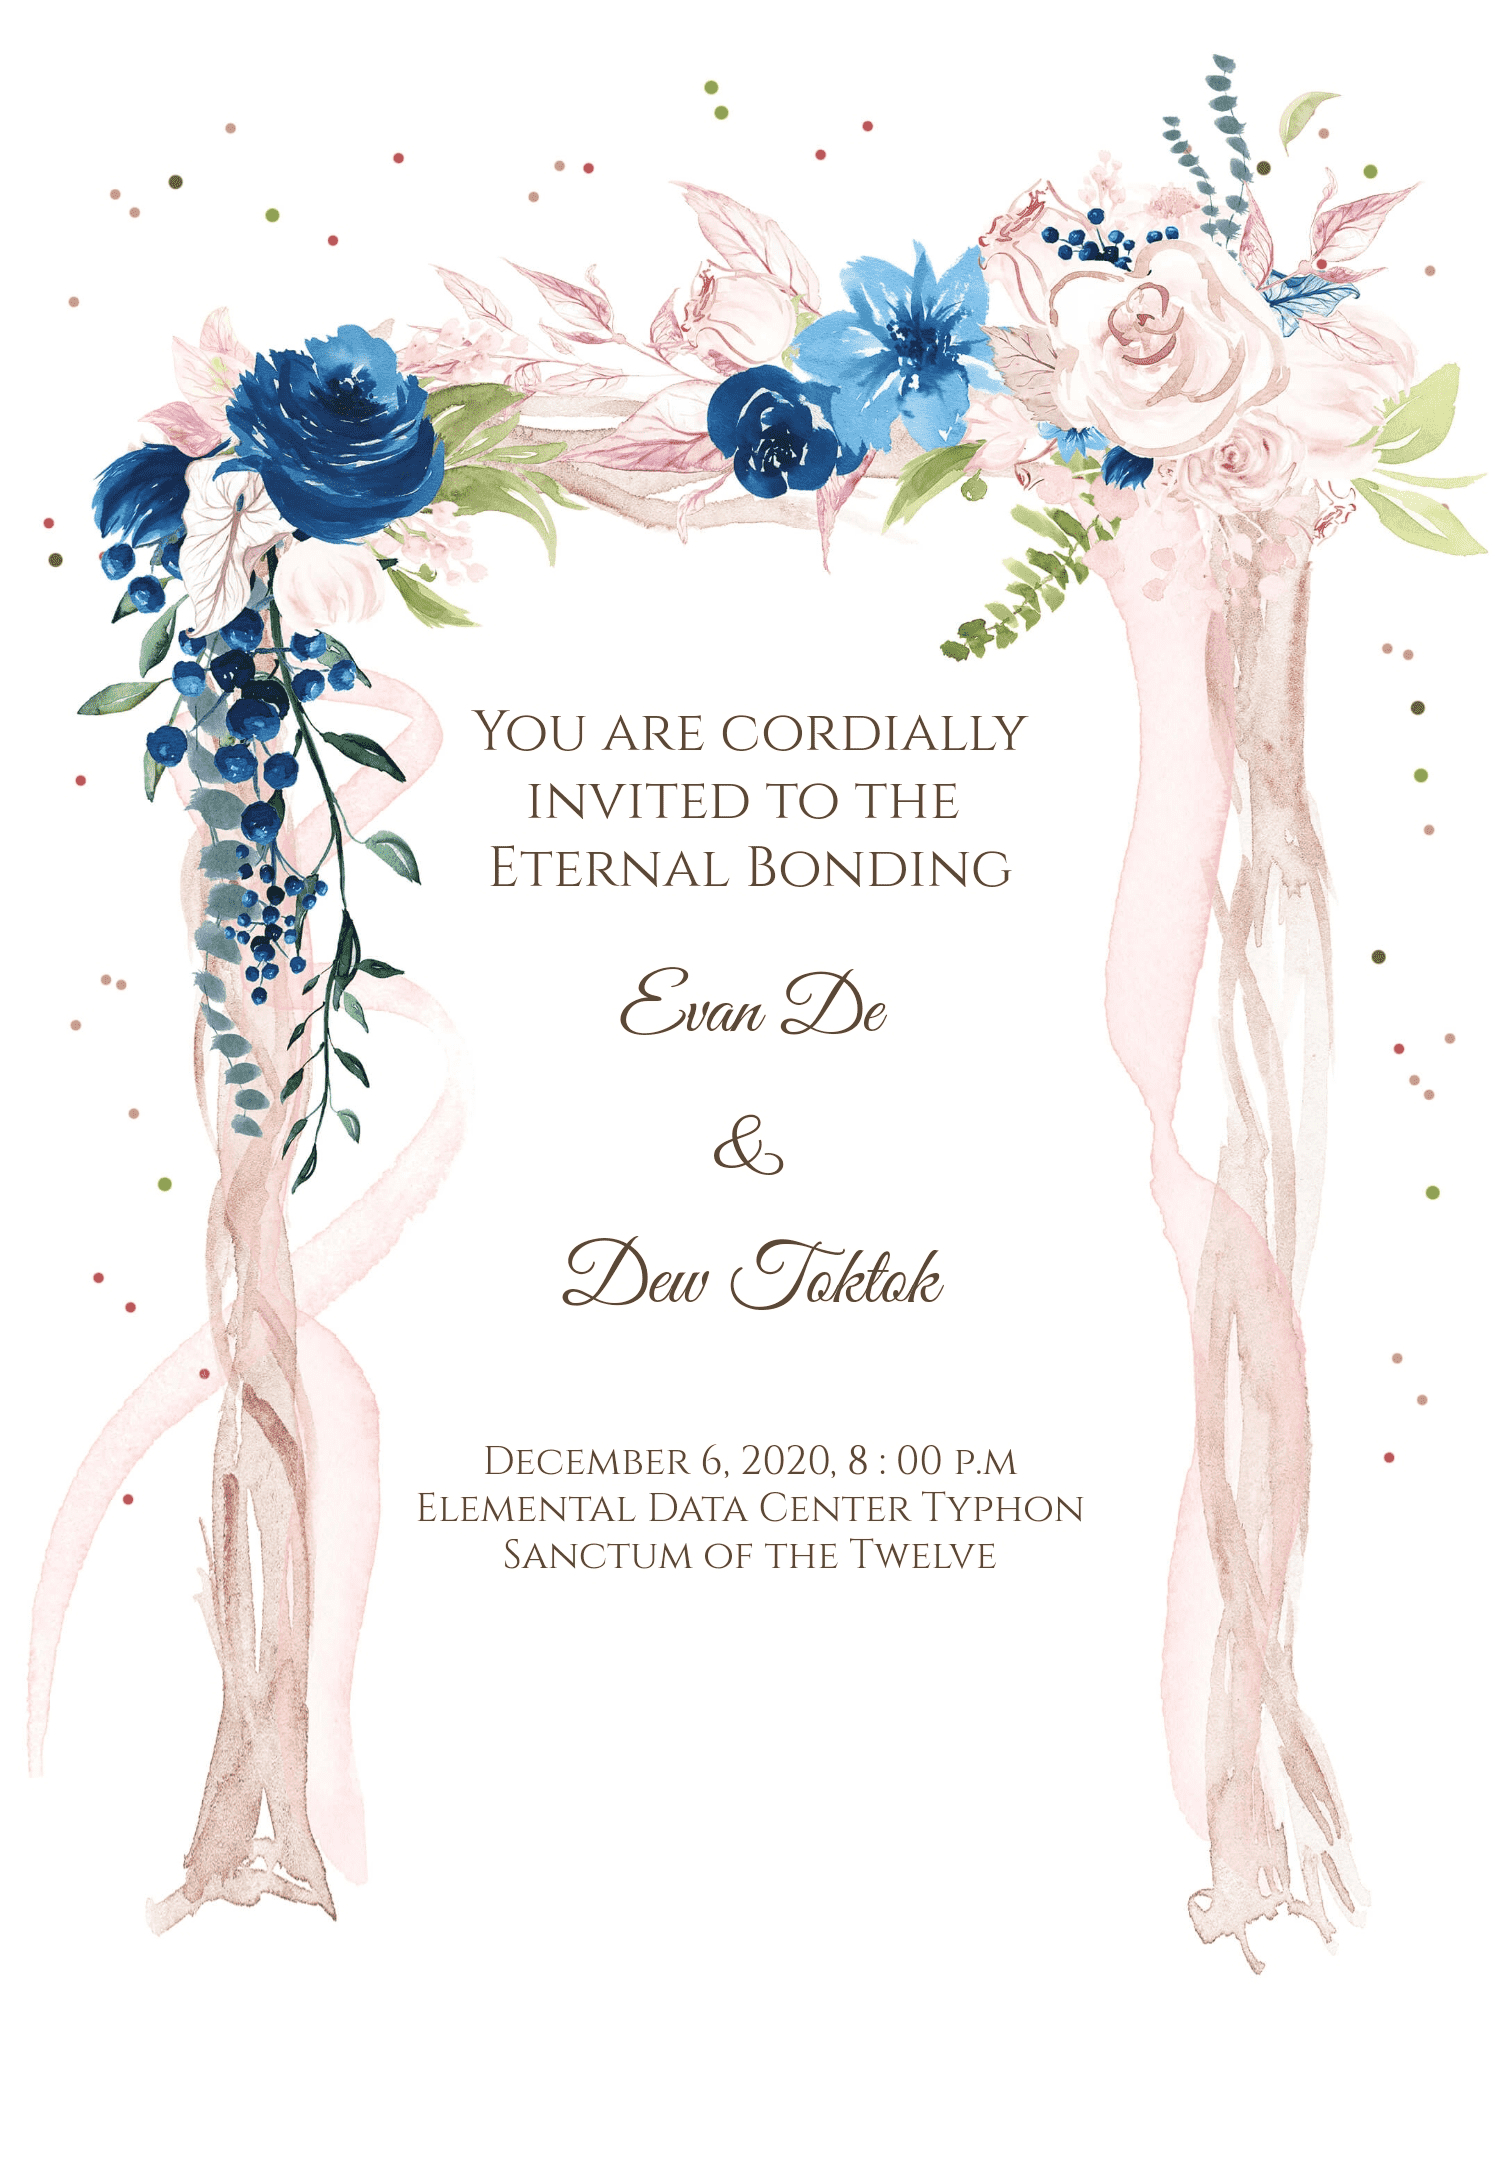 You are cordially
invited to the
Eternal Bonding
Evan De
&
Dew Toktok
December 6, 2020, 8 : 00 p.m
Elemental Data Center Typhon
Sanctum of the Twelve